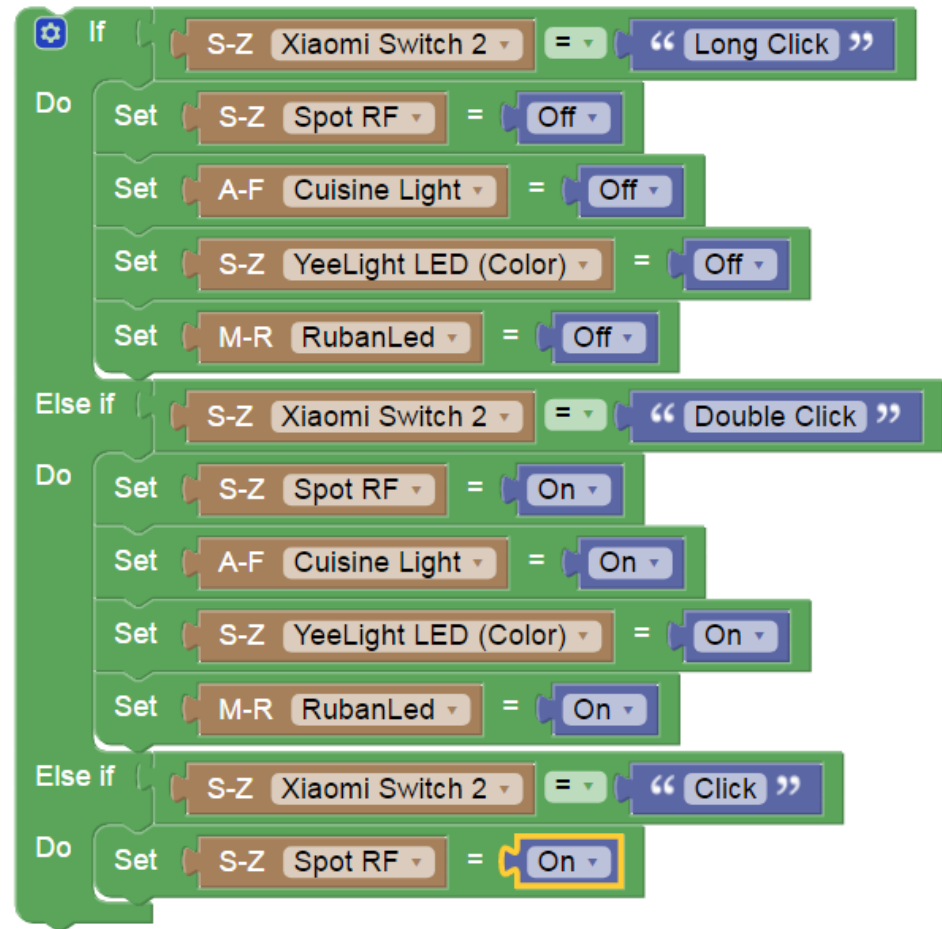 If S-Z Xiaomi Switch 2 = “ Long Click ”
Do Set S-Z Spot RF = Off
Set A-F Cuisine Light = Off
Set S-Z YeeLight LED (Color) = Off
Set M-R RubanLed = Off
Else if S-Z Xiaomi Switch 2 = “ Double Click ”
Do Set S-Z Spot RF = On
Set A-F Cuisine Light = On
Set S-Z YeeLight LED (Color) = On
Set M-R RubanLed = On
Else if S-Z Xiaomi Switch 2 = “ Click ”
Do Set S-Z Spot RF = On